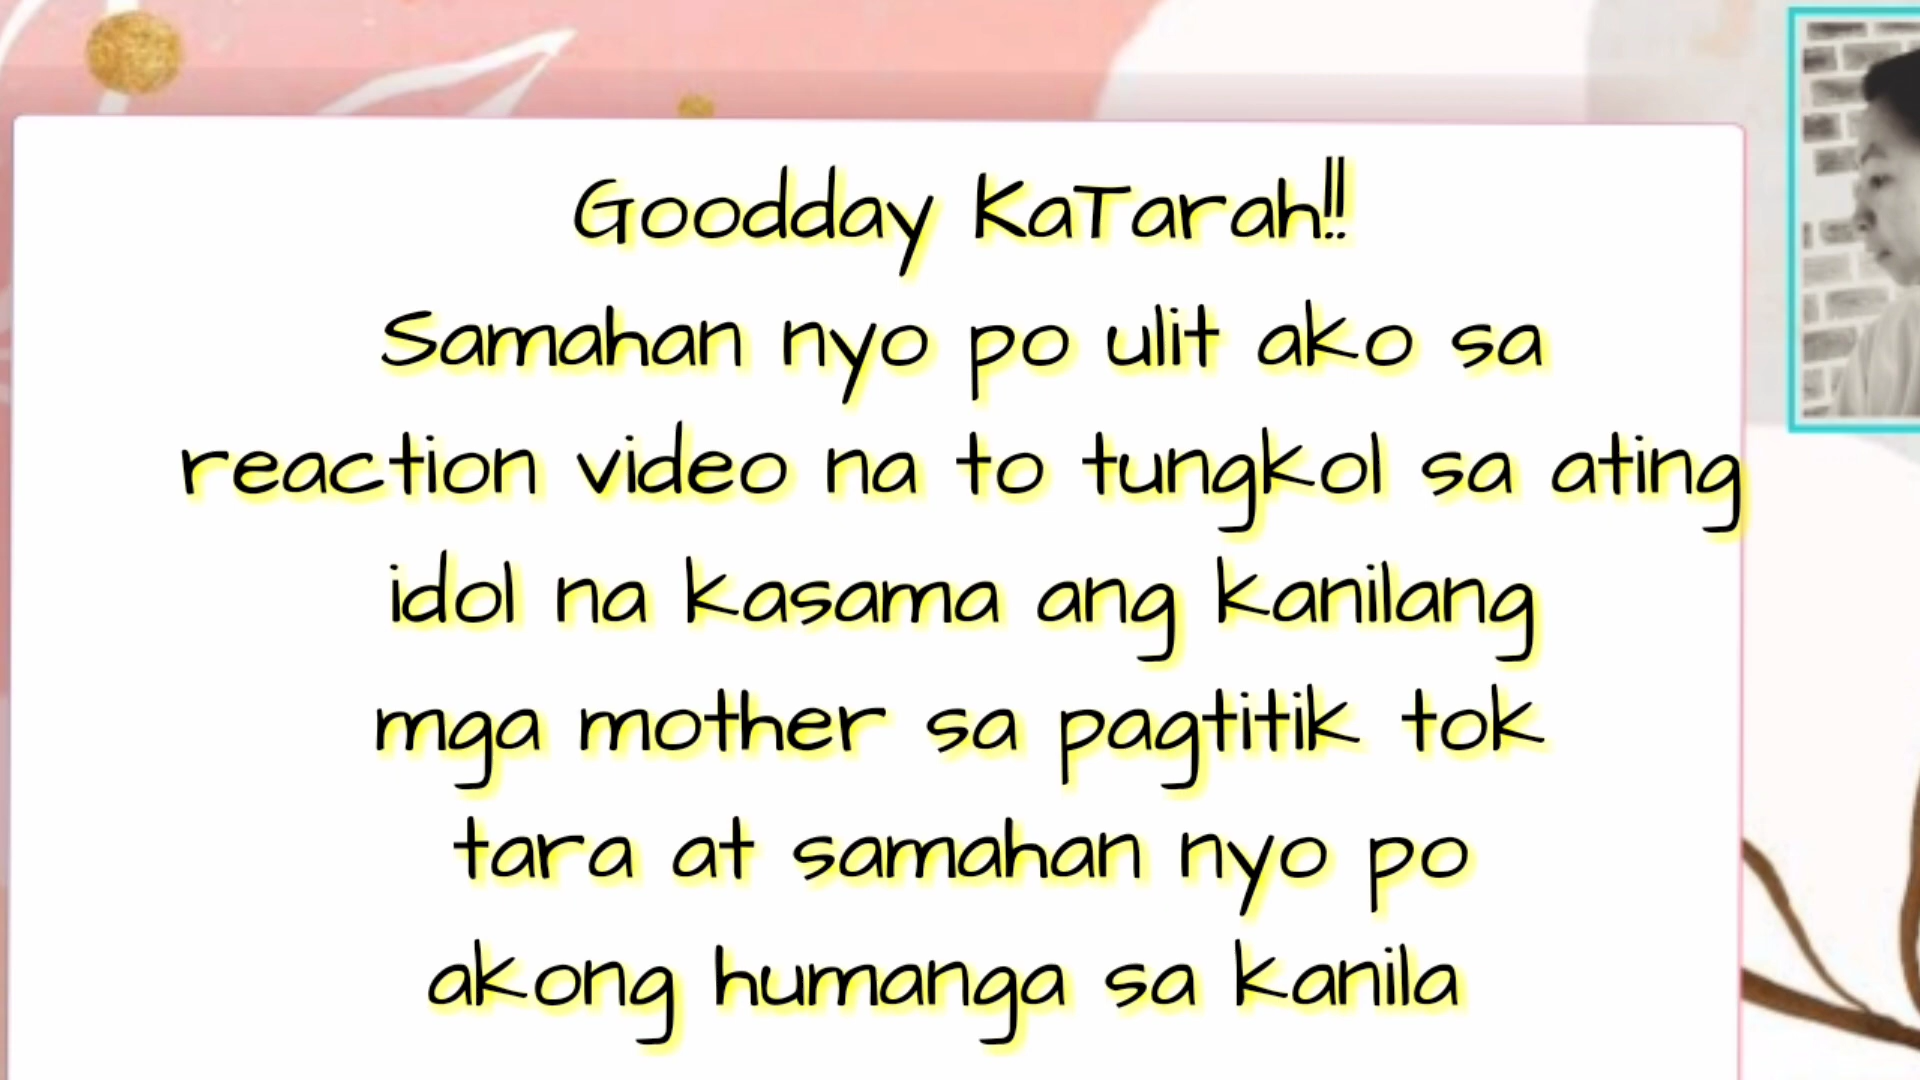 Goodday KaTarah!!
Samahan nyo po ulit ako sa
reaction video na to tungkol sa ating
idol na kasama ang kanilang
mga mother sa pagtitik tok
tara at samahan nyo po
akong humanga sa kanila